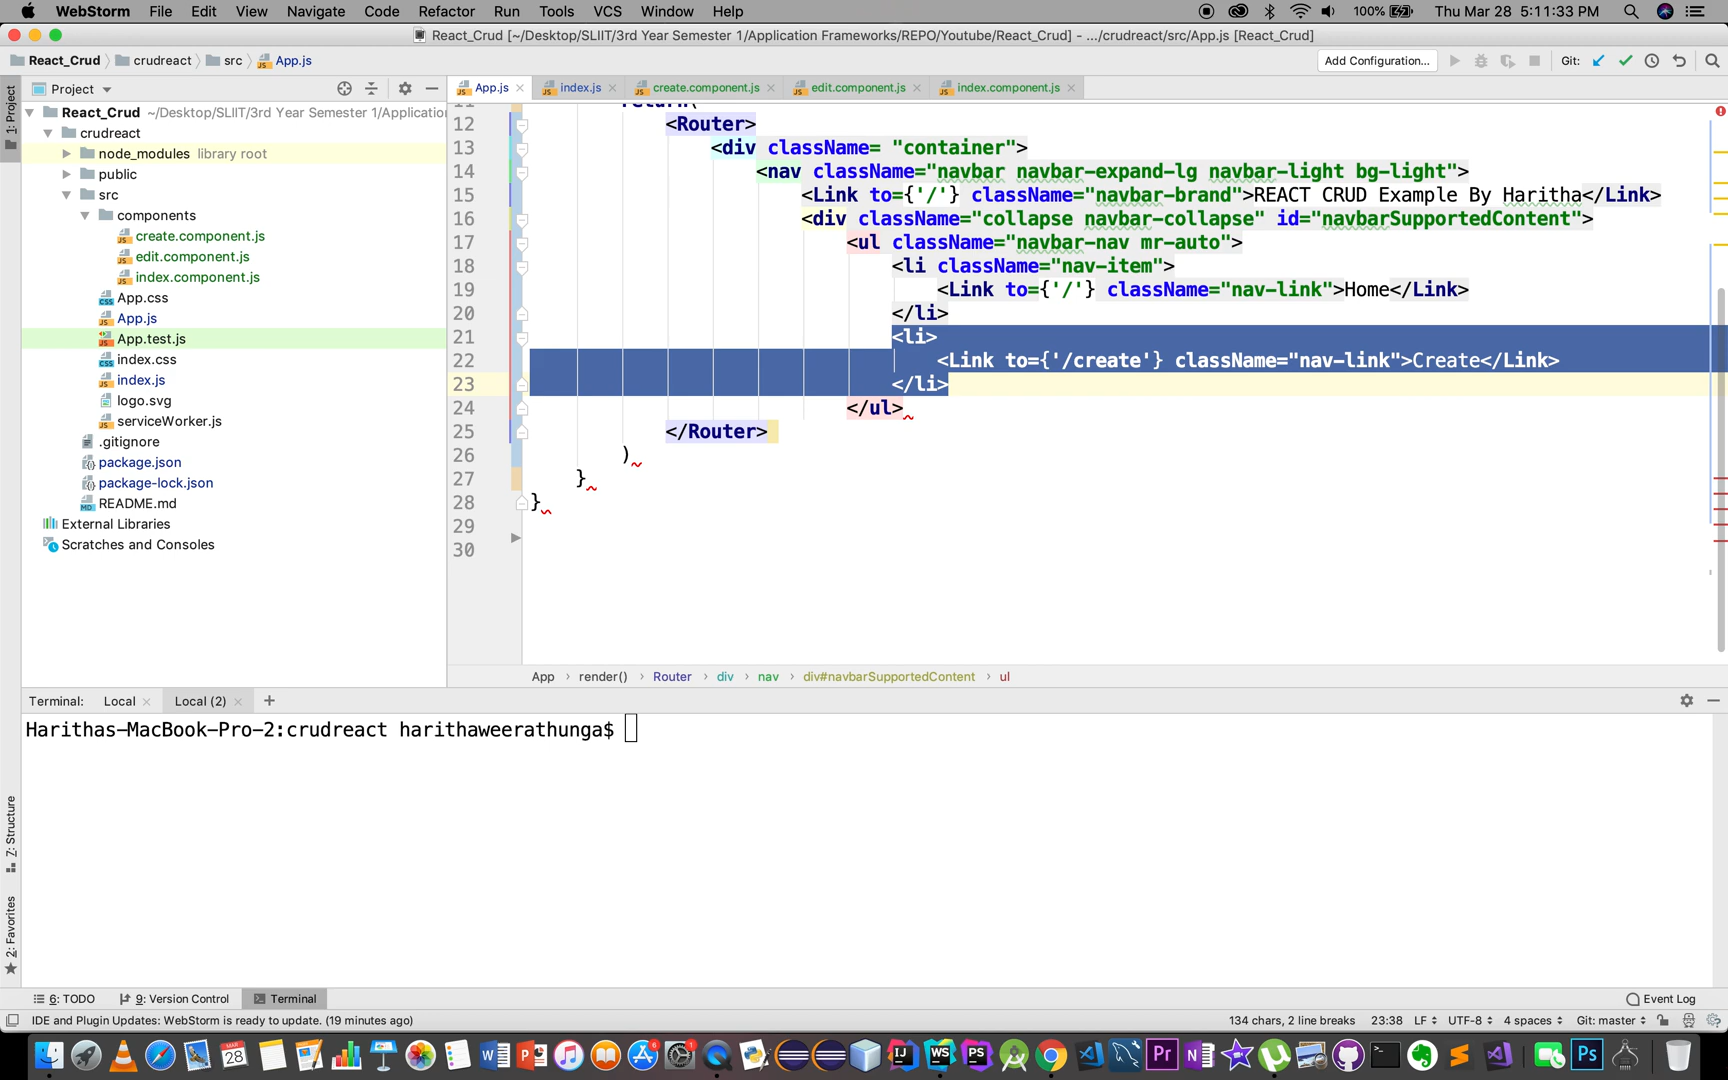 WebStorm File Edit View Navigate Code Refactor Run Tools VCS Window Help 100% Thu Mar 28 5:11:33 PM
React_Crud [~/Desktop/SLIIT/3rd Year Semester 1/Application Frameworks/REPO/Youtube/React_Crud] - .../crudreact/src/App.js [React_Crud]
React_Crud crudreact src App.js Add Configuration... Git:
Project App.js index.js create.component.js edit.component.js index.component.js
1: Project
React_Crud ~/Desktop/SLIIT/3rd Year Semester 1/Applicatio
crudreact
node_modules library root
public
src
components
create.component.js
edit.component.js
index.component.js
App.css
App.js
App.test.js
index.css
index.js
logo.svg
serviceWorker.js
.gitignore
package.json
package-lock.json
README.md
External Libraries
Scratches and Consoles
11 return(
12 <Router>
13 <div className= "container">
14 <nav className="navbar navbar-expand-lg navbar-light bg-light">
15 <Link to={'/'} className="navbar-brand">REACT CRUD Example By Haritha</Link>
16 <div className="collapse navbar-collapse" id="navbarSupportedContent">
17 <ul className="navbar-nav mr-auto">
18 <li className="nav-item">
19 <Link to={'/'} className="nav-link">Home</Link>
20 </li>
21 <li>
22 <Link to={'/create'} className="nav-link">Create</Link>
23 </li>
24 </ul>
25 </Router>
26 )
27 }
28 }
29
30
App › render() › Router › div › nav › div#navbarSupportedContent › ul
Terminal: Local Local (2)
Harithas-MacBook-Pro-2:crudreact harithaweerathunga$
Z: Structure
2: Favorites
6: TODO 9: Version Control Terminal Event Log
IDE and Plugin Updates: WebStorm is ready to update. (19 minutes ago) 134 chars, 2 line breaks 23:38 LF UTF-8 4 spaces Git: master